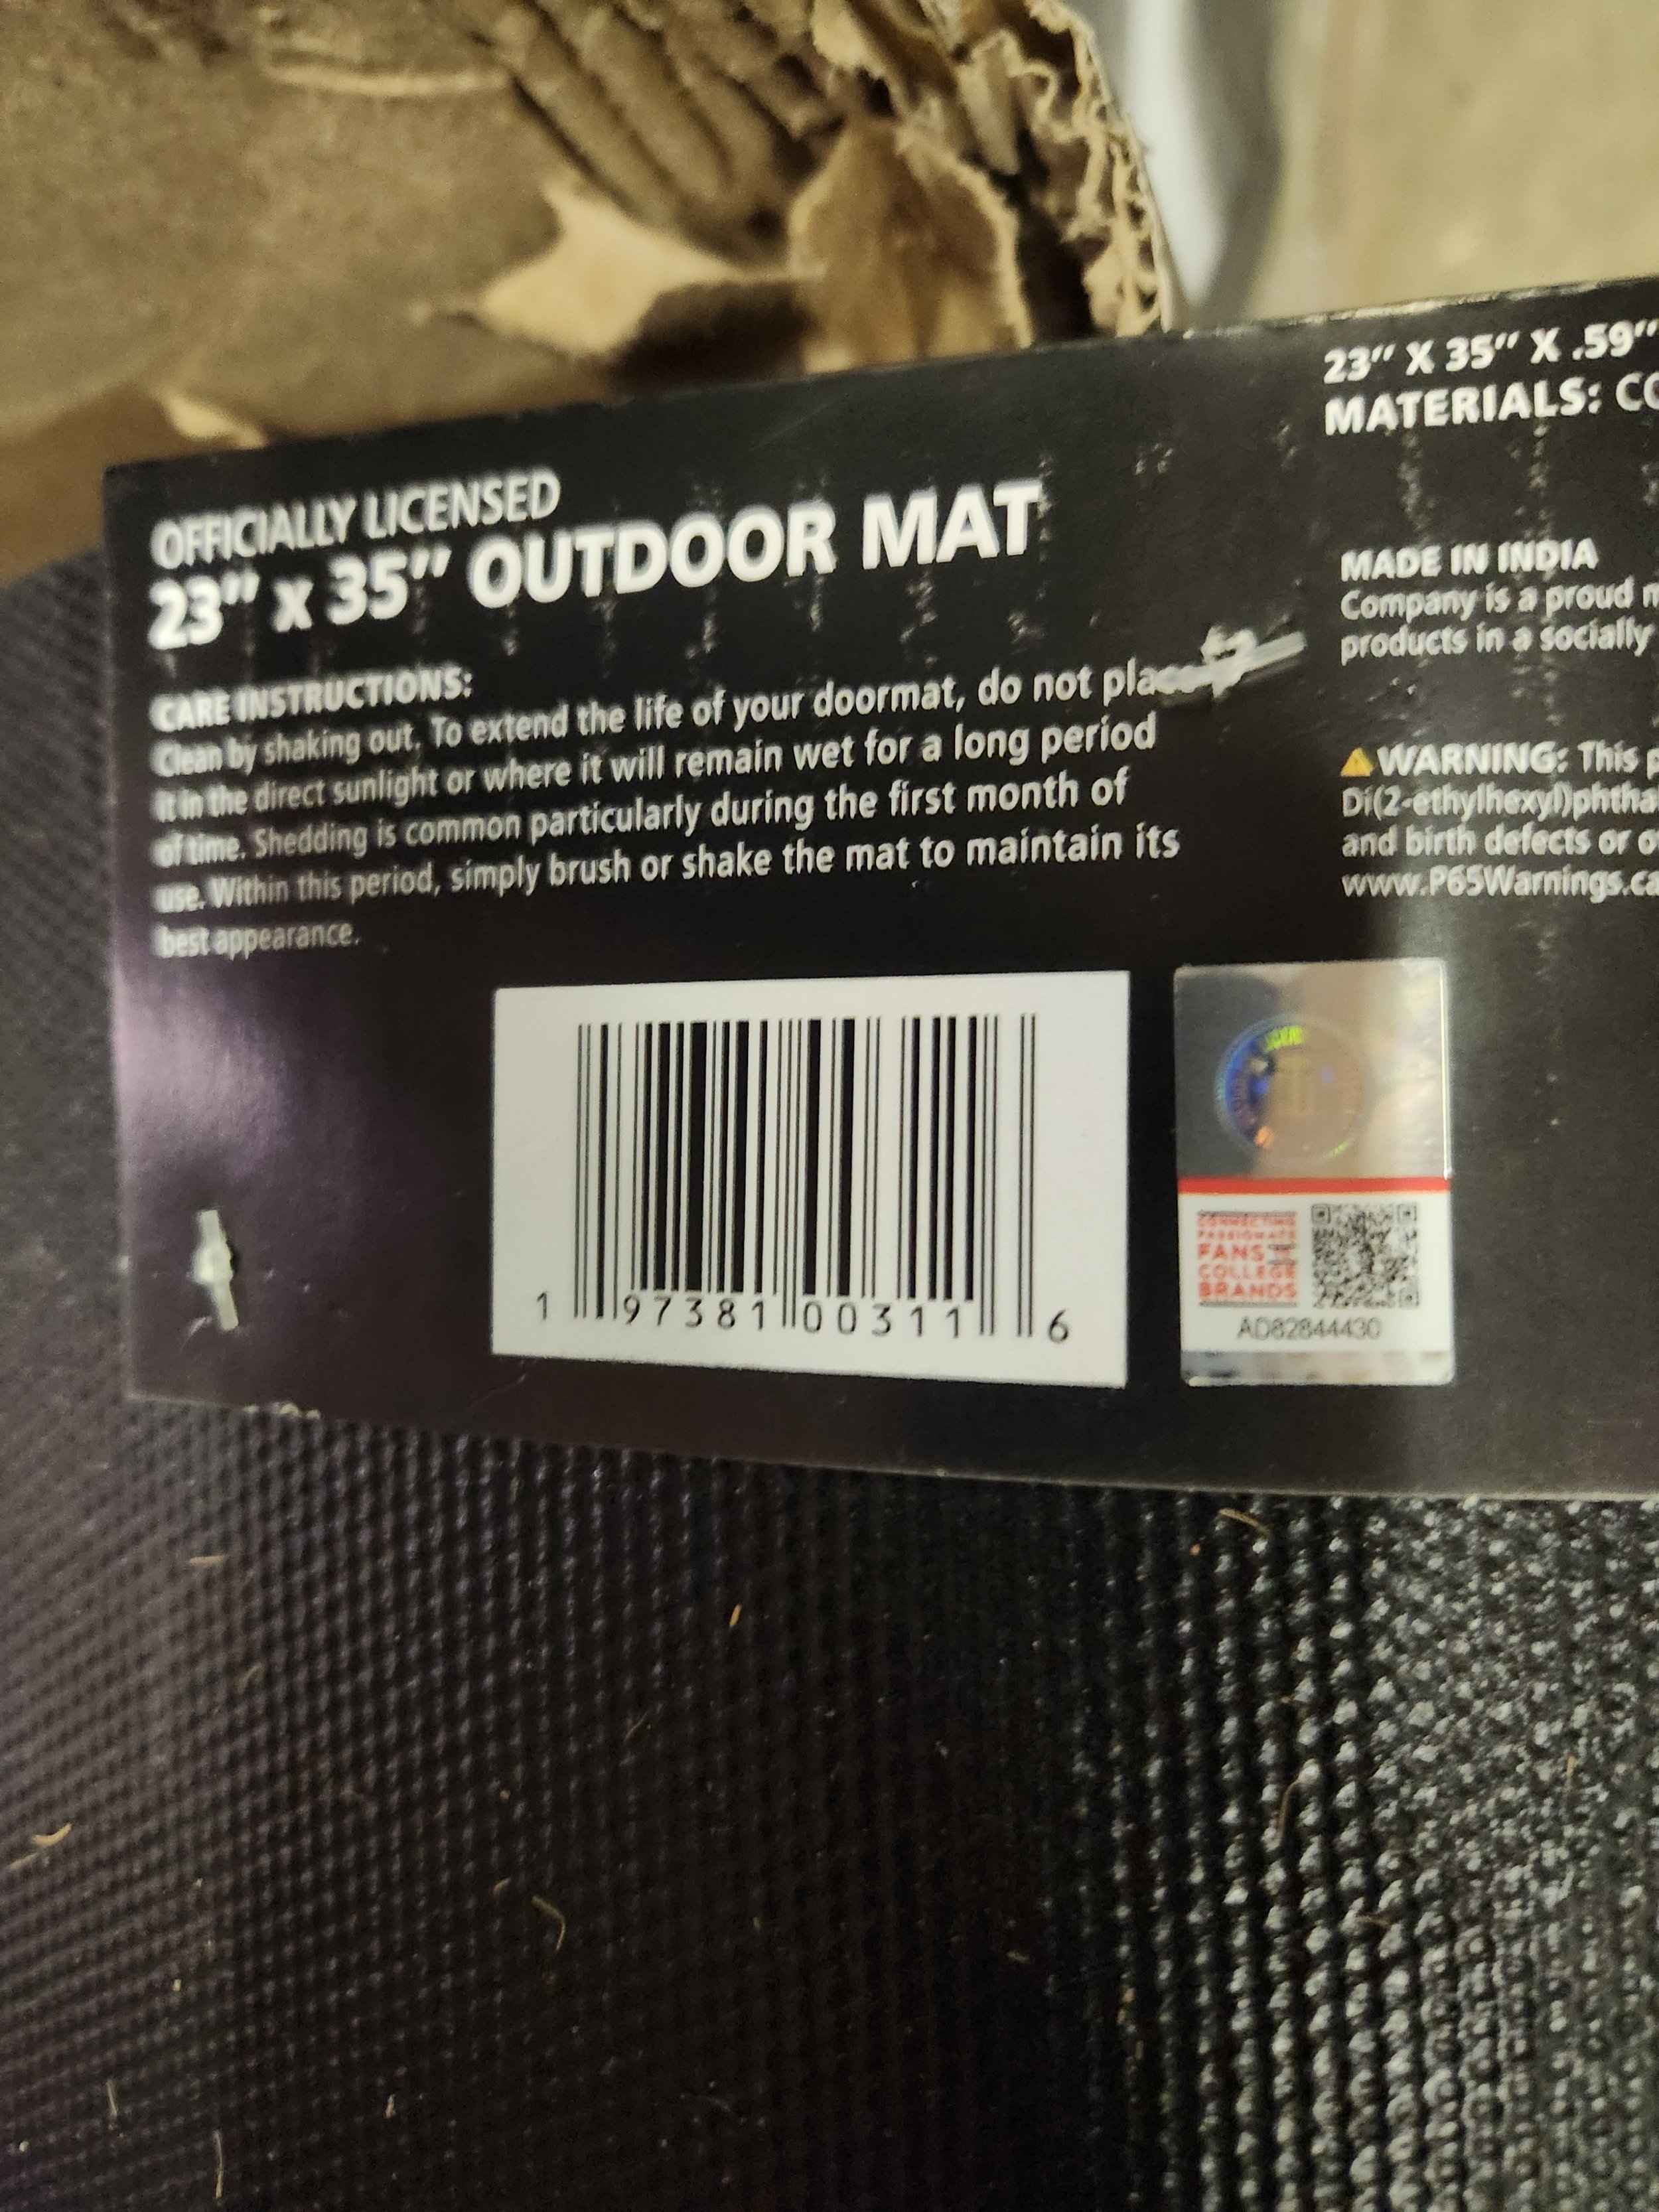 OFFICIALLY LICENSED
23" x 35" OUTDOOR MAT
CARE INSTRUCTIONS:
Clean by shaking out. To extend the life of your doormat, do not place
it in the direct sunlight or where it will remain wet for a long period
of time. Shedding is common particularly during the first month of
use. Within this period, simply brush or shake the mat to maintain its
best appearance.
1 97381 00311 6
23" X 35" X .59"
MATERIALS:
MADE IN INDIA
Company is a proud
products in a socially
⚠WARNING: This
Di(2-ethylhexyl)phtha
and birth defects or
www.P65Warnings.ca
CONNECTING
PASSIONATE
FANS TO
COLLEGE
BRANDS
AD82844430